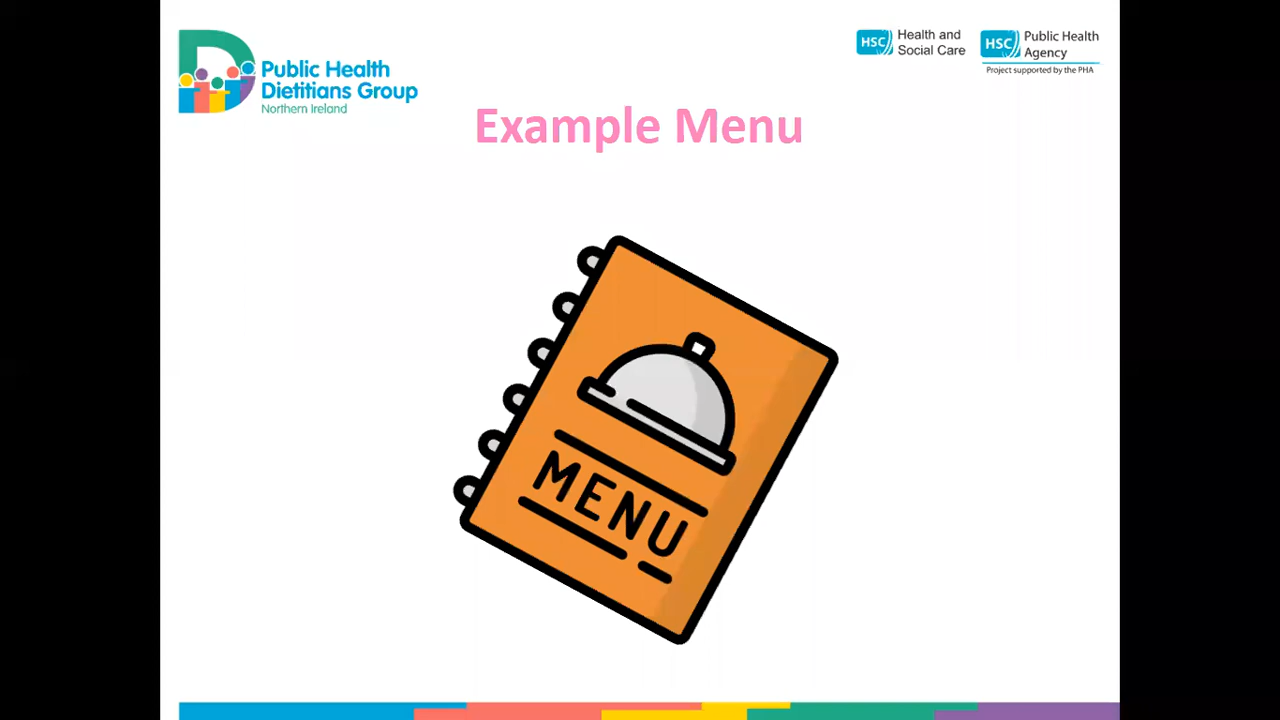 Public Health
Dietitians Group
Northern Ireland
HSC Health and
Social Care
HSC Public Health
Agency
Project supported by the PHA
Example Menu
MENU